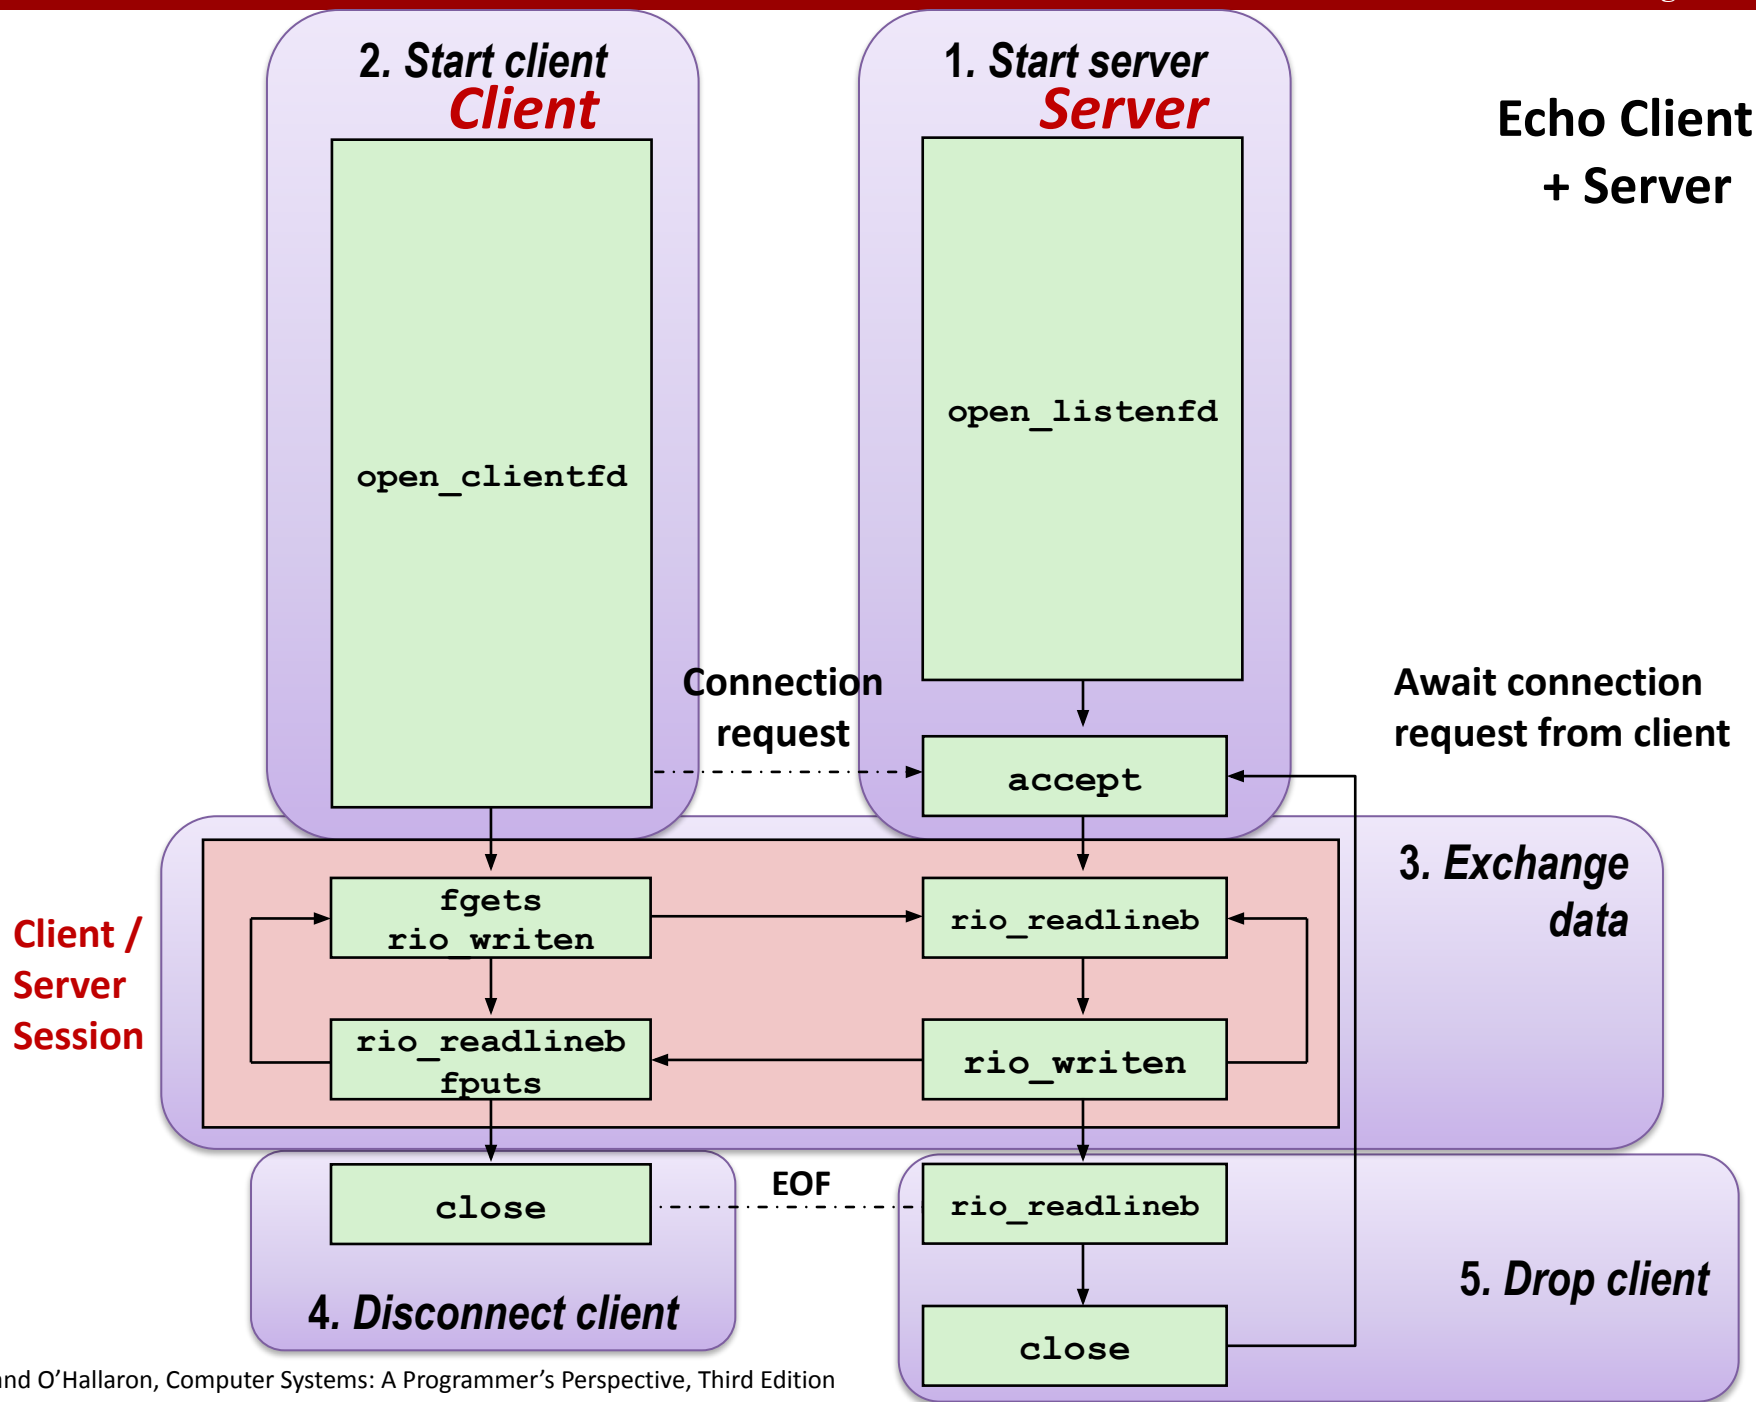 2. Start client
Client
1. Start server
Server
Echo Client
+ Server
open_clientfd
open_listenfd
Connection
request
Await connection
request from client
accept
3. Exchange
data
Client /
Server
Session
fgets
rio_writen
rio_readlineb
rio_readlineb
fputs
rio_writen
close
EOF
rio_readlineb
4. Disconnect client
5. Drop client
close
and O'Hallaron, Computer Systems: A Programmer's Perspective, Third Edition